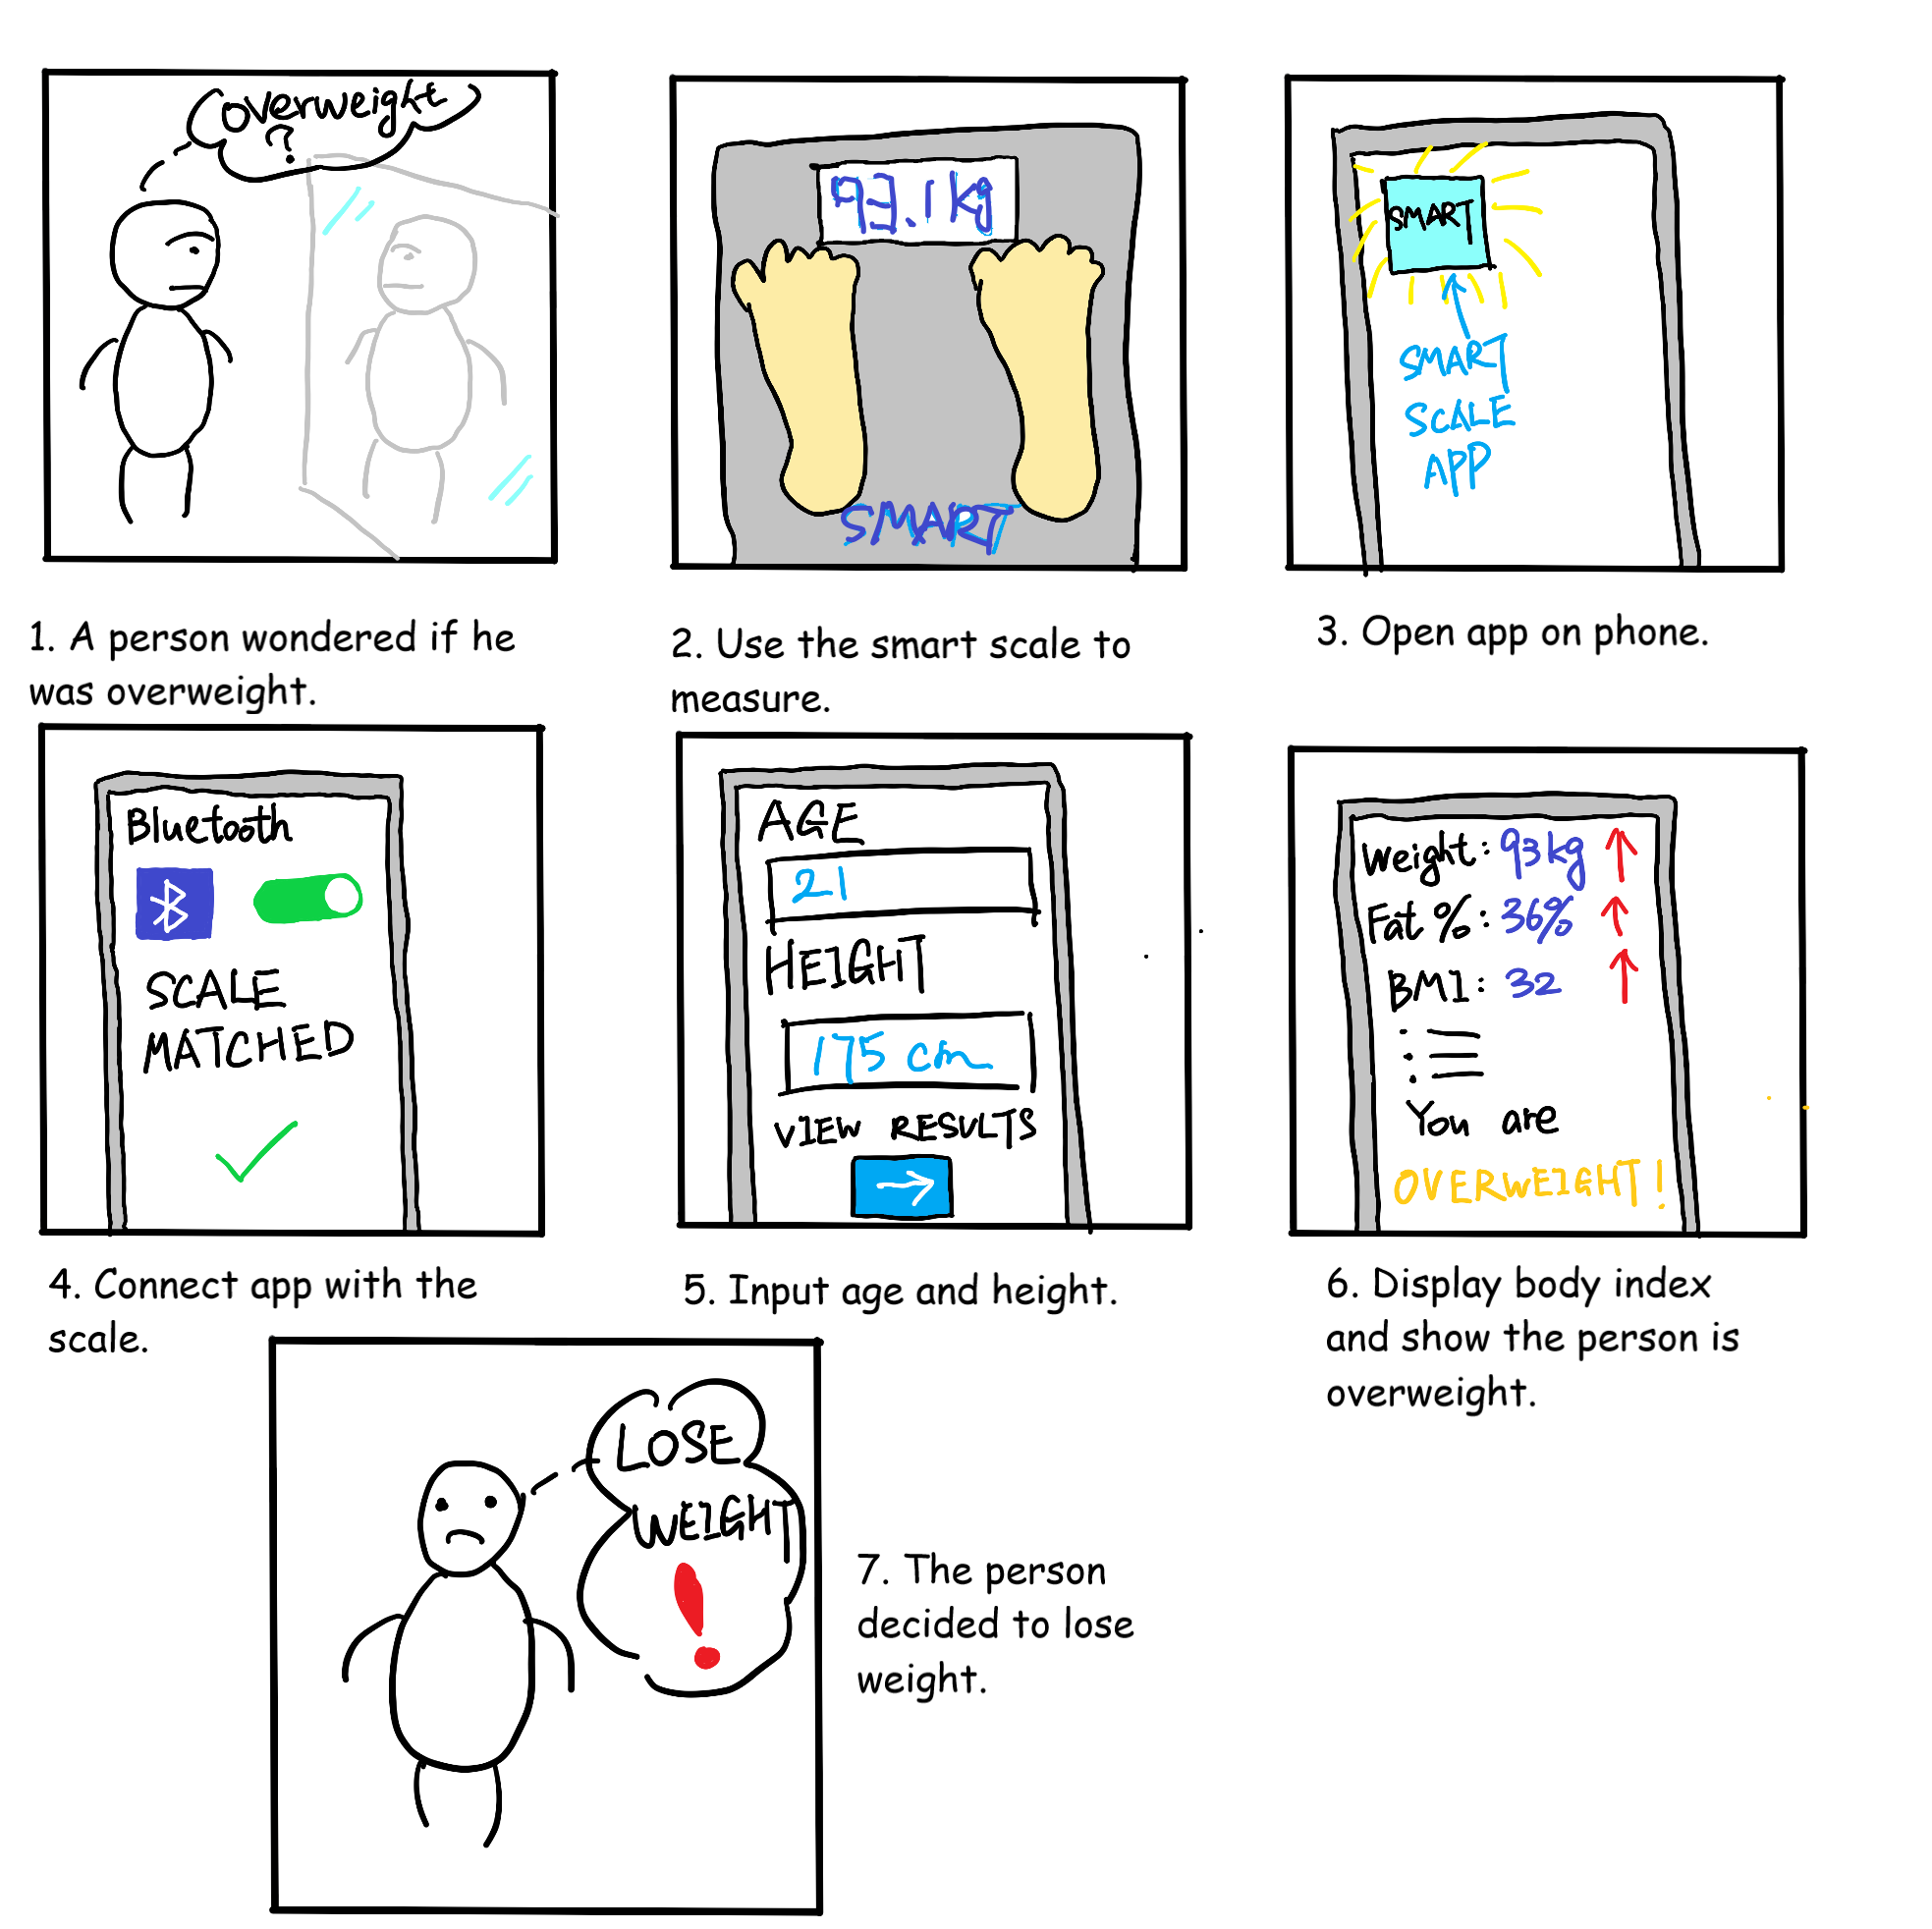 overweight
?
93.1kg
SMART
SMART
SMART
SCALE
APP
1. A person wondered if he
was overweight.
2. Use the smart scale to
measure.
3. Open app on phone.
Bluetooth
SCALE
MATCHED
AGE
21
HEIGHT
175 cm
VIEW RESULTS
Weight: 93kg
Fat %: 36%
BMI: 32
You are
OVERWEIGHT!
4. Connect app with the
scale.
5. Input age and height.
6. Display body index
and show the person is
overweight.
LOSE
WEIGHT
!
7. The person
decided to lose
weight.